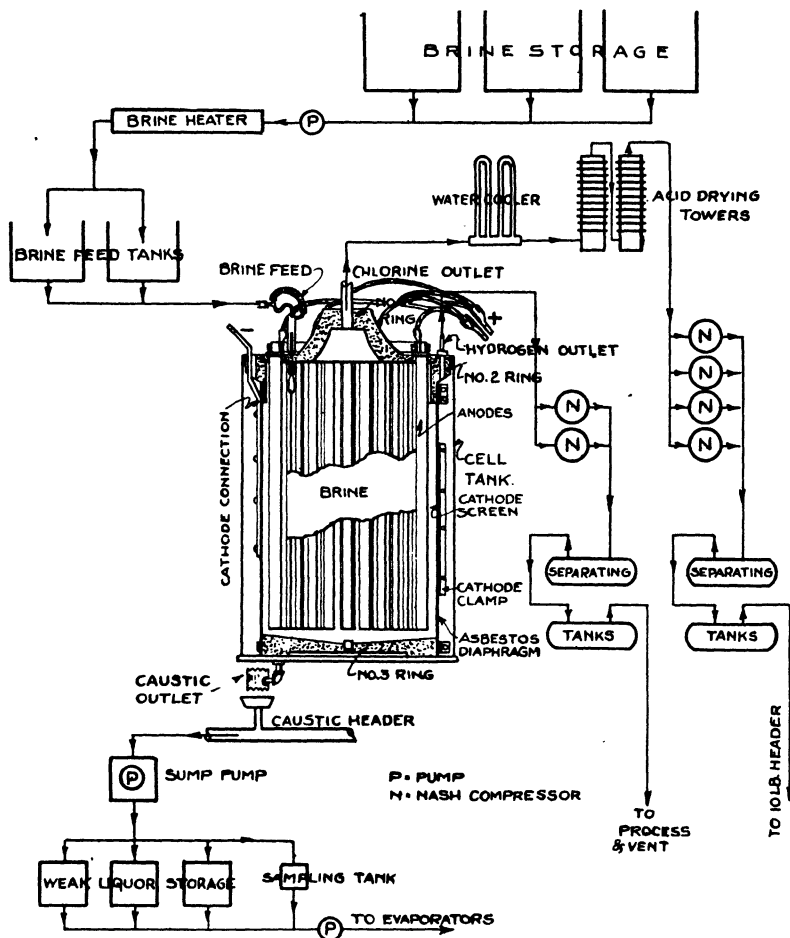 BRINE STORAGE
BRINE HEATER
P
WATER COOLER
ACID DRYING
TOWERS
BRINE FEED TANKS
BRINE FEED
CHLORINE OUTLET
NO.
RING
+
-
HYDROGEN OUTLET
NO. 2 RING
ANODES
CELL
TANK.
CATHODE CONNECTION
BRINE
CATHODE
SCREEN
CATHODE
CLAMP
ASBESTOS
DIAPHRAGM
NO.3 RING
N
N
N
N
N
N
SEPARATING
TANKS
SEPARATING
TANKS
CAUSTIC
OUTLET
CAUSTIC HEADER
P
SUMP PUMP
P = PUMP
N = NASH COMPRESSOR
TO
PROCESS
& VENT
TO 10 LB. HEADER
WEAK LIQUOR STORAGE
SAMPLING TANK
P
TO EVAPORATORS